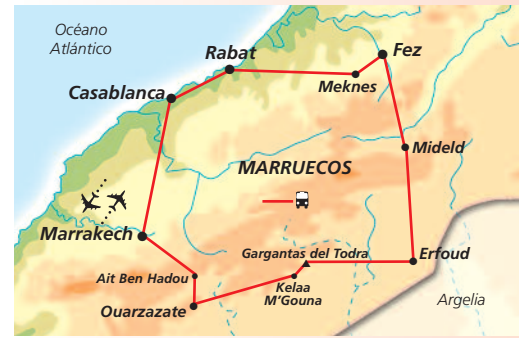 Océano
Atlántico
Rabat
Fez
Casablanca
Meknes
Mideld
MARRUECOS
Marrakech
Gargantas del Todra
Erfoud
Ait Ben Hadou
Kelaa
M'Gouna
Ouarzazate
Argelia